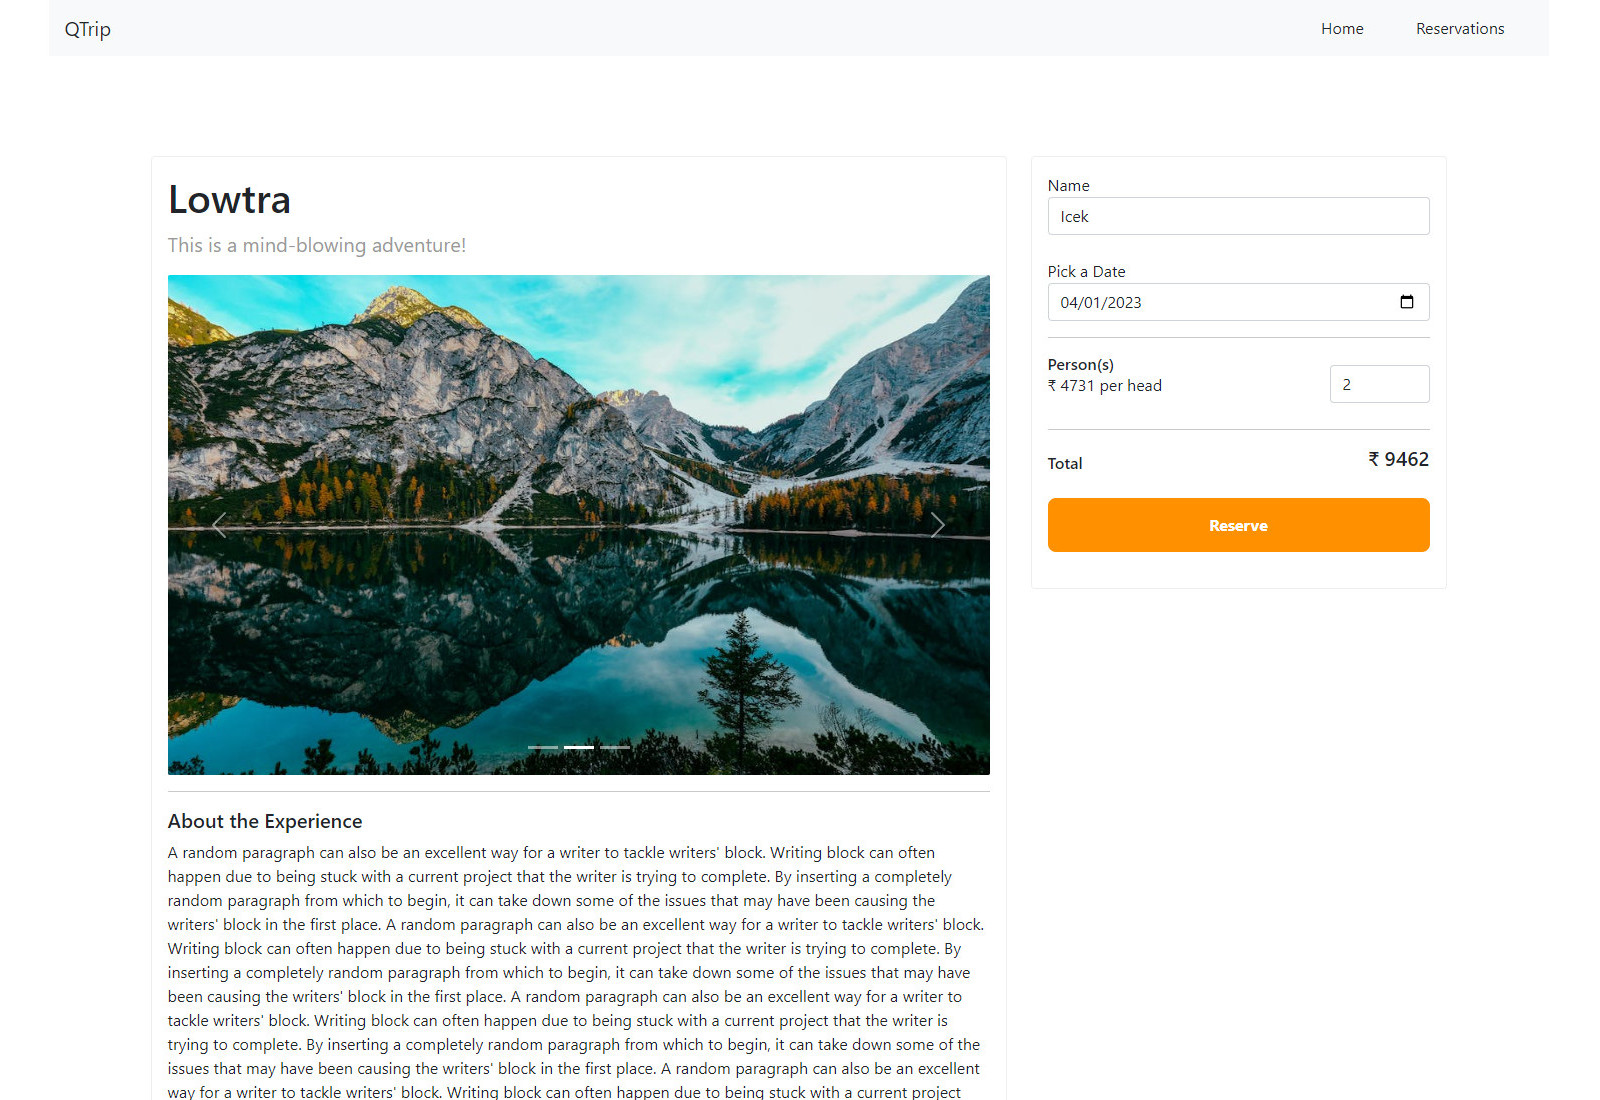 QTrip
Home
Reservations
Lowtra
This is a mind-blowing adventure!
About the Experience
A random paragraph can also be an excellent way for a writer to tackle writers' block. Writing block can often
happen due to being stuck with a current project that the writer is trying to complete. By inserting a completely
random paragraph from which to begin, it can take down some of the issues that may have been causing the
writers' block in the first place. A random paragraph can also be an excellent way for a writer to tackle writers' block.
Writing block can often happen due to being stuck with a current project that the writer is trying to complete. By
inserting a completely random paragraph from which to begin, it can take down some of the issues that may have
been causing the writers' block in the first place. A random paragraph can also be an excellent way for a writer to
tackle writers' block. Writing block can often happen due to being stuck with a current project that the writer is
trying to complete. By inserting a completely random paragraph from which to begin, it can take down some of the
issues that may have been causing the writers' block in the first place. A random paragraph can also be an excellent
way for a writer to tackle writers' block. Writing block can often happen due to being stuck with a current project
Name
Icek
Pick a Date
04/01/2023
Person(s)
₹ 4731 per head
2
Total
₹ 9462
Reserve